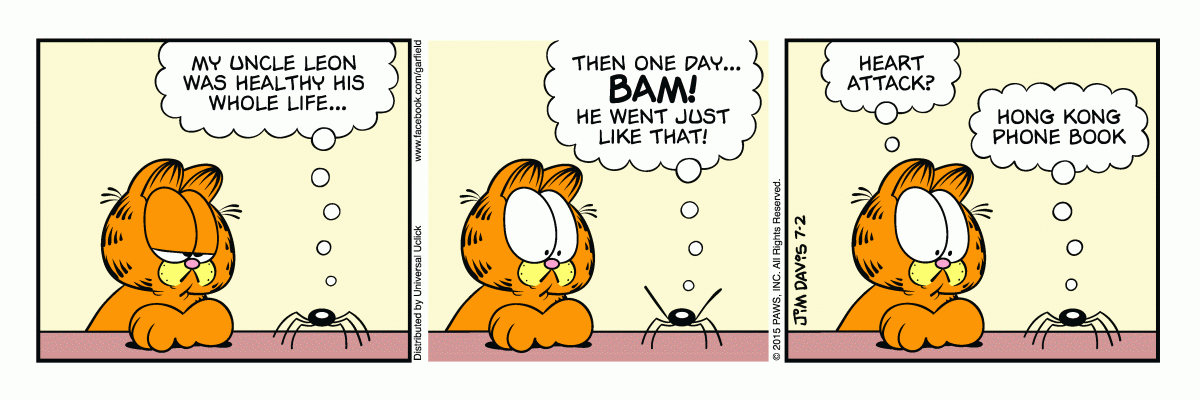 MY UNCLE LEON
WAS HEALTHY HIS
WHOLE LIFE...
www.facebook.com/garfield
Distributed by Universal Uclick
THEN ONE DAY...
BAM!
HE WENT JUST
LIKE THAT!
© 2015 PAWS, INC. All Rights Reserved.
JIM DAVIS 7-2
HEART
ATTACK?
HONG KONG
PHONE BOOK